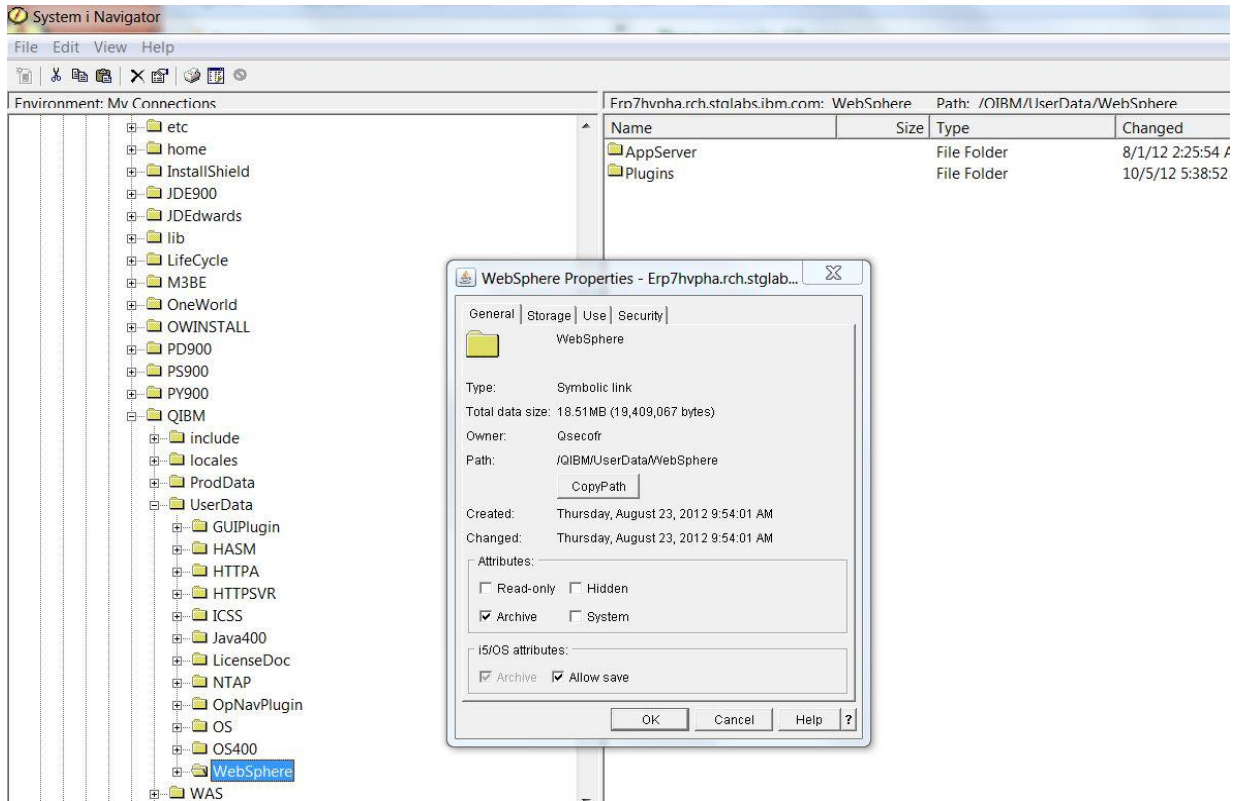 System i Navigator
File Edit View Help
Environment: My Connections
Erp7hvpha.rch.stglabs.ibm.com: WebSphere Path: /QIBM/UserData/WebSphere
etc
home
InstallShield
JDE900
JDEdwards
lib
LifeCycle
M3BE
OneWorld
OWINSTALL
PD900
PS900
PY900
QIBM
include
locales
ProdData
UserData
GUIPlugin
HASM
HTTPA
HTTPSVR
ICSS
Java400
LicenseDoc
NTAP
OpNavPlugin
OS
OS400
WebSphere
WAS
Name Size Type Changed
AppServer File Folder 8/1/12 2:25:54 A
Plugins File Folder 10/5/12 5:38:52
WebSphere Properties - Erp7hvpha.rch.stglab...
General Storage Use Security
WebSphere
Type: Symbolic link
Total data size: 18.51MB (19,409,067 bytes)
Owner: Qsecofr
Path: /QIBM/UserData/WebSphere
CopyPath
Created: Thursday, August 23, 2012 9:54:01 AM
Changed: Thursday, August 23, 2012 9:54:01 AM
Attributes:
Read-only Hidden
Archive System
i5/OS attributes:
Archive Allow save
OK Cancel Help ?